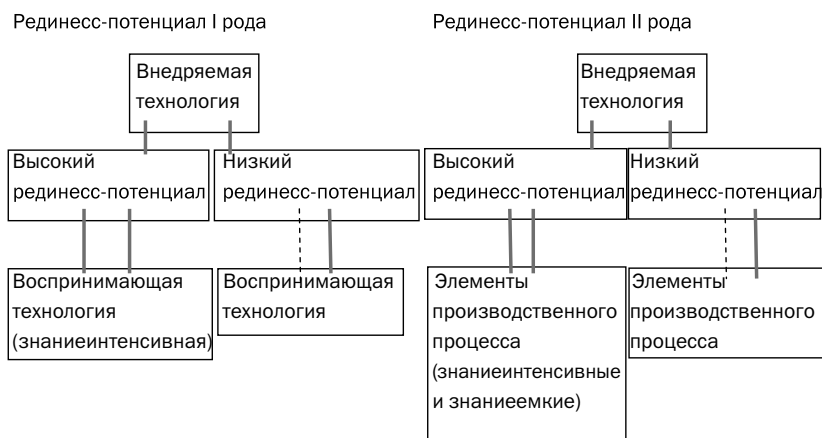 Рединесс-потенциал I рода
Внедряемая
технология
Высокий
рединесс-потенциал
Низкий
рединесс-потенциал
Воспринимающая
технология
(знаниеинтенсивная)
Воспринимающая
технология
Рединесс-потенциал II рода
Внедряемая
технология
Высокий
рединесс-потенциал
Низкий
рединесс-потенциал
Элементы
производственного
процесса
(знаниеинтенсивные
и знаниеемкие)
Элементы
производственного
процесса